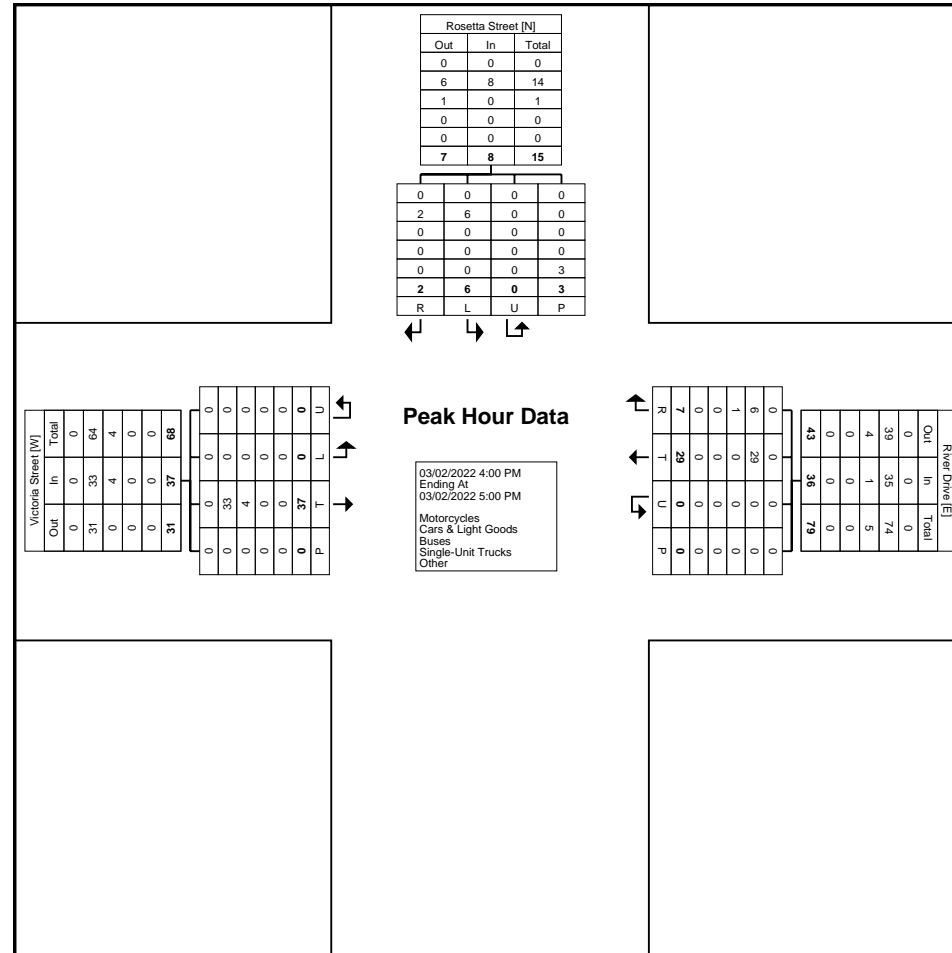 Rosetta Street [N]
Out In Total
0 0 0
6 8 14
1 0 1
0 0 0
0 0 0
7 8 15
0 0 0 0
2 6 0 0
0 0 0 0
0 0 0 0
0 0 0 3
2 6 0 3
R L U P
Victoria Street [W]
Total 0 64 4 0 0 68
In 0 33 4 0 0 37
Out 0 31 0 0 0 31
0 0 0 0 0 0 U
0 0 0 0 0 0 L
0 33 4 0 0 37 T
0 0 0 0 0 0 P
Peak Hour Data
03/02/2022 4:00 PM
Ending At
03/02/2022 5:00 PM
Motorcycles
Cars & Light Goods
Buses
Single-Unit Trucks
Other
R 7 0 0 1 6 0
T 29 0 0 0 29 0
U 0 0 0 0 0 0
P 0 0 0 0 0 0
River Drive [E]
43 0 0 4 39 0 Out
36 0 0 1 35 0 In
79 0 0 5 74 0 Total